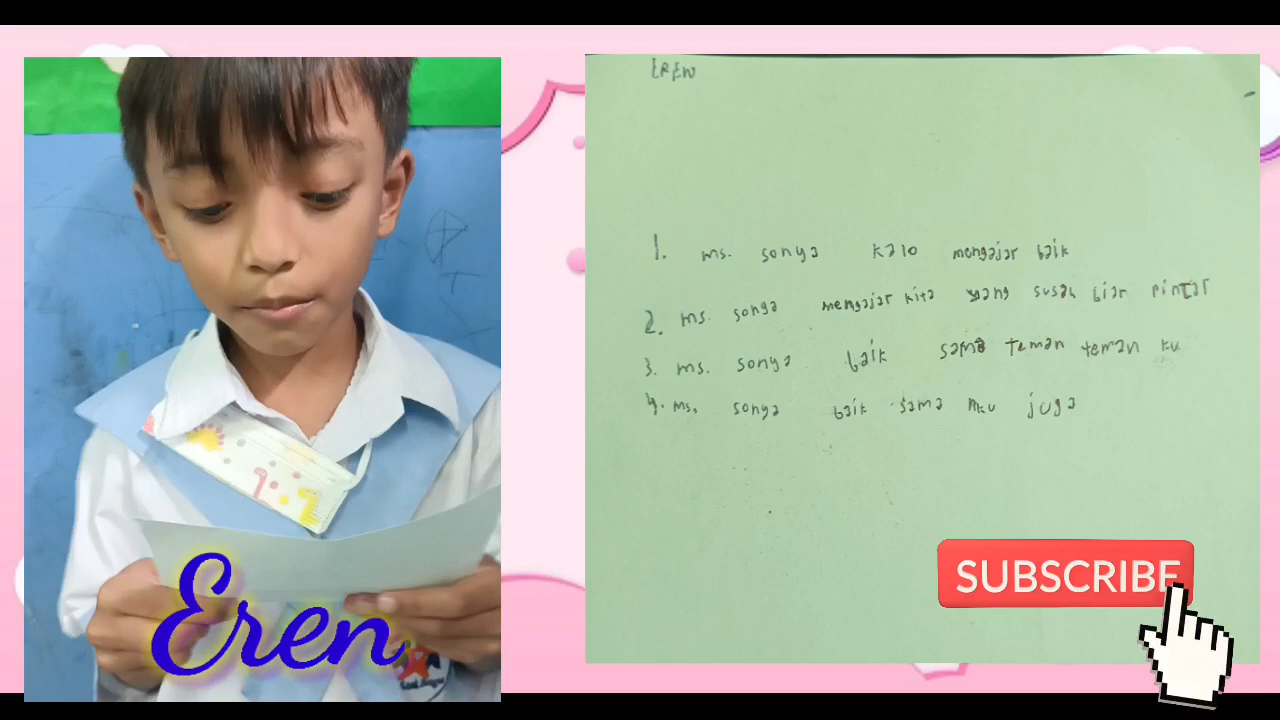 EREN
1. ms. sonya kalo mengajar baik
2. ms. sonya mengajar kita yang susah biar pintar
3. ms. sonya baik sama teman teman ku
4. ms. sonya baik sama Aku juga
Eren
SUBSCRIBE